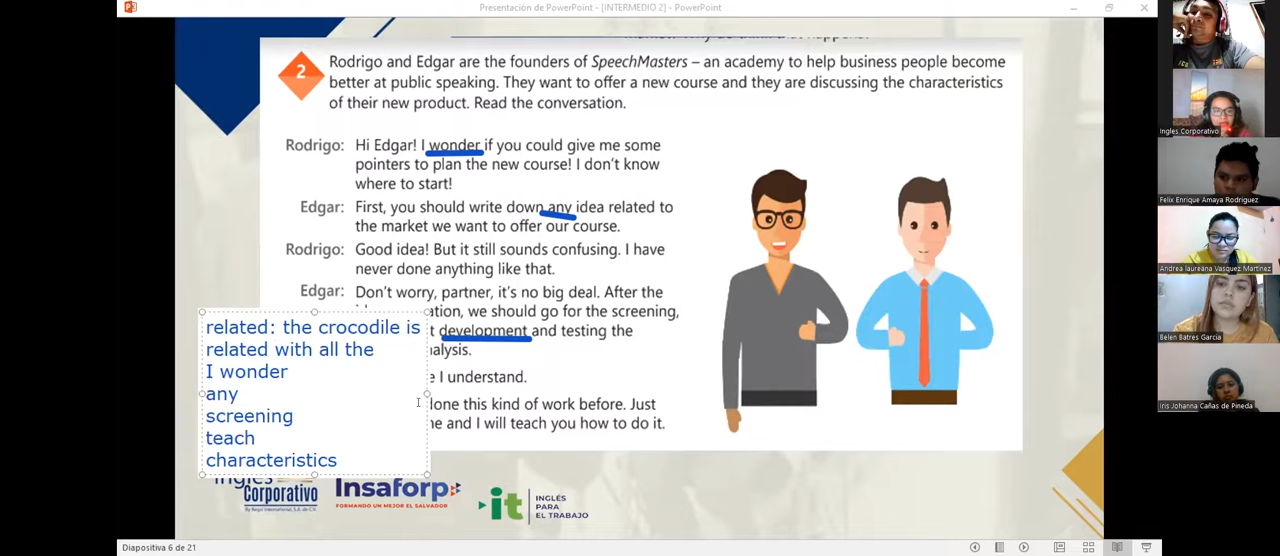 Presentación de PowerPoint - [INTERMEDIO 2] - PowerPoint
2
Rodrigo and Edgar are the founders of SpeechMasters – an academy to help business people become
better at public speaking. They want to offer a new course and they are discussing the characteristics
of their new product. Read the conversation.
Rodrigo: Hi Edgar! I wonder if you could give me some
pointers to plan the new course! I don't know
where to start!
Edgar: First, you should write down any idea related to
the market we want to offer our course.
Rodrigo: Good idea! But it still sounds confusing. I have
never done anything like that.
Edgar: Don't worry, partner, it's no big deal. After the
we should go for the screening,
development and testing the
I understand.
this kind of work before. Just
and I will teach you how to do it.
related: the crocodile is
related with all the
I wonder
any
screening
teach
characteristics
Ingles
Corporativo
Insaforp
FORMANDO UN MEJOR EL SALVADOR
it
INGLÉS
PARA
EL TRABAJO
Ingles Corporativo
Felix Enrique Amaya Rodriguez
Andrea laureana Vasquez Martinez
Belen Batres Garcia
Iris Johanna Cañas de Pineda
Diapositiva 6 de 21